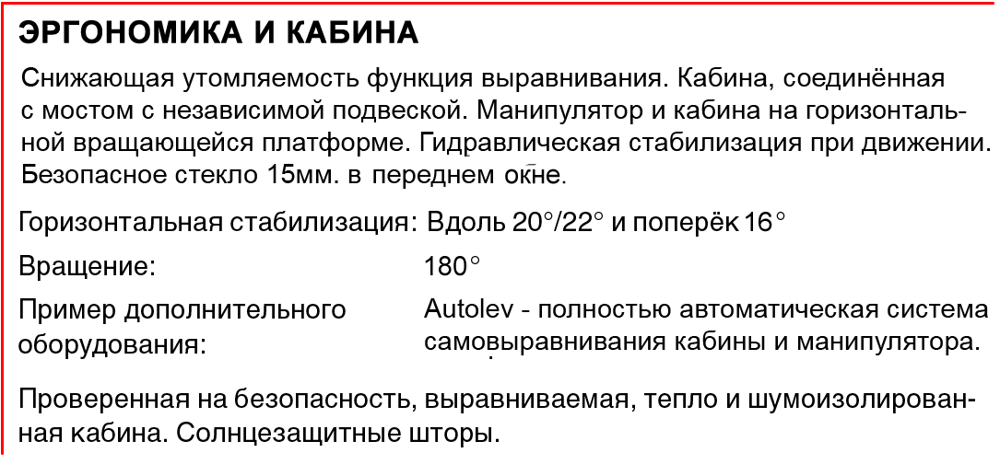 ЭРГОНОМИКА И КАБИНА
Снижающая утомляемость функция выравнивания. Кабина, соединённая
с мостом с независимой подвеской. Манипулятор и кабина на горизонталь-
ной вращающейся платформе. Гидравлическая стабилизация при движении.
Безопасное стекло 15мм. в переднем окне.
Горизонтальная стабилизация: Вдоль 20°/22° и поперёк 16°
Вращение: 180°
Пример дополнительного Autolev - полностью автоматическая система
оборудования: самовыравнивания кабины и манипулятора.
Проверенная на безопасность, выравниваемая, тепло и шумоизолирован-
ная кабина. Солнцезащитные шторы.